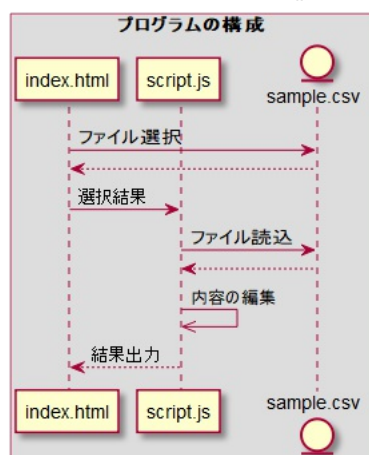 プログラムの構成
index.html
script.js
sample.csv
ファイル選択
選択結果
ファイル読込
内容の編集
結果出力
index.html
script.js
sample.csv